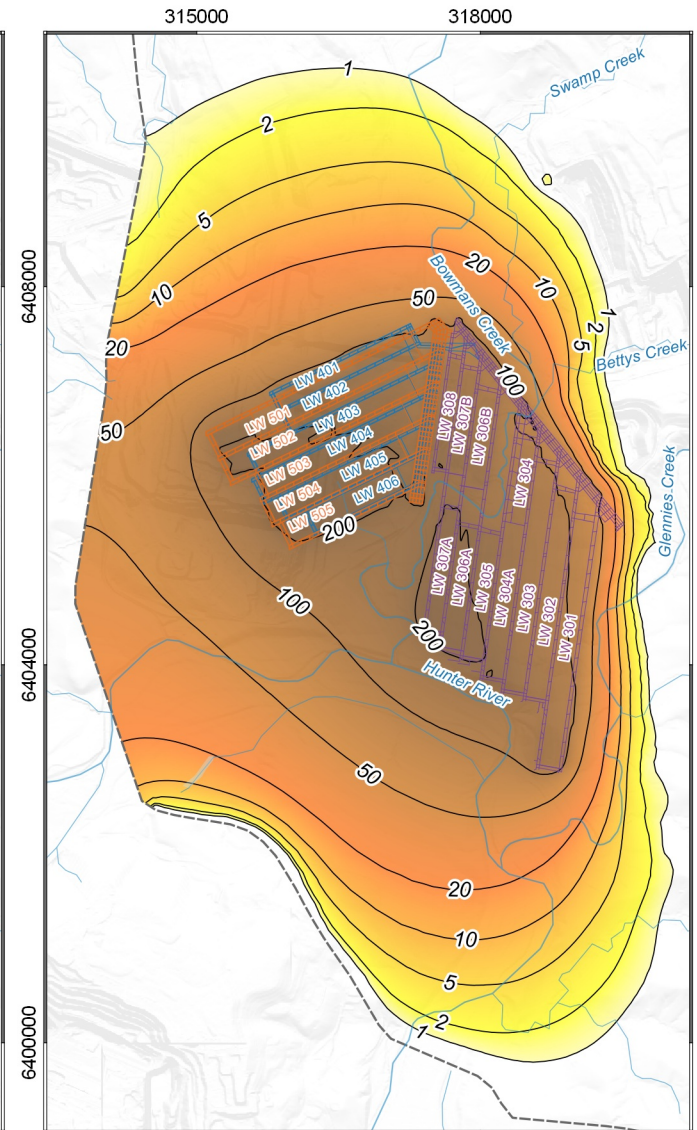 315000
318000
1
Swamp Creek
2
5
10
20
50
Bowmans Creek
20
10
50
1
2
5
100
Bettys Creek
6408000
LW 401
LW 402
LW 403
LW 404
LW 405
LW 406
LW 501
LW 502
LW 503
LW 504
LW 505
LW 308
LW 307B
LW 306B
LW 304
Glennies Creek
200
LW 307A
LW 306A
LW 305
LW 304A
LW 303
LW 302
LW 301
100
200
6404000
Hunter River
50
20
10
5
2
1
6400000